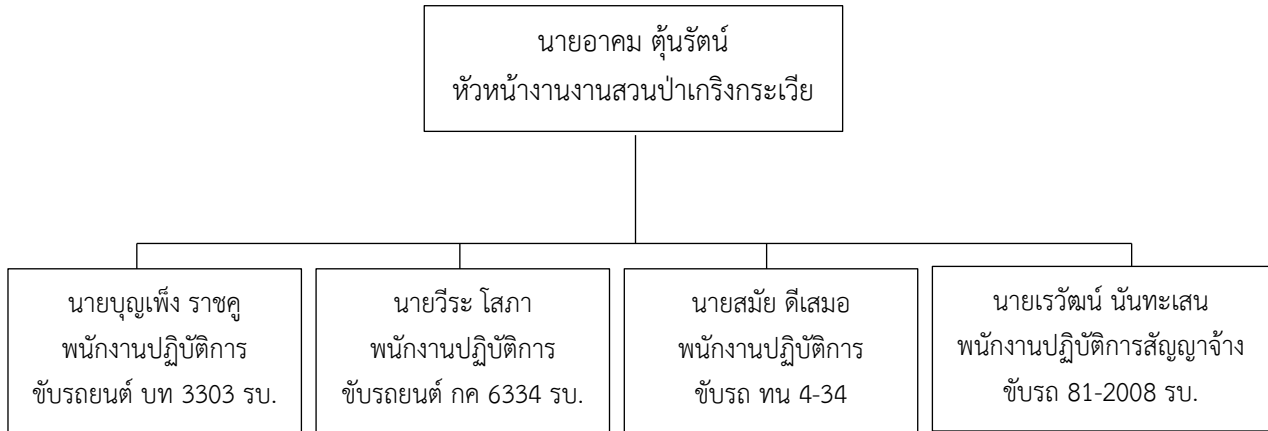 นายอาคม ตุ้นรัตน์
หัวหน้างานงานสวนป่าเกริงกระเวีย
นายบุญเพ็ง ราชคู
พนักงานปฏิบัติการ
ขับรถยนต์ บท 3303 รบ.
นายวีระ โสภา
พนักงานปฏิบัติการ
ขับรถยนต์ กค 6334 รบ.
นายสมัย ดีเสมอ
พนักงานปฏิบัติการ
ขับรถ ทน 4-34
นายเรวัฒน์ นันทะเสน
พนักงานปฏิบัติการสัญญาจ้าง
ขับรถ 81-2008 รบ.